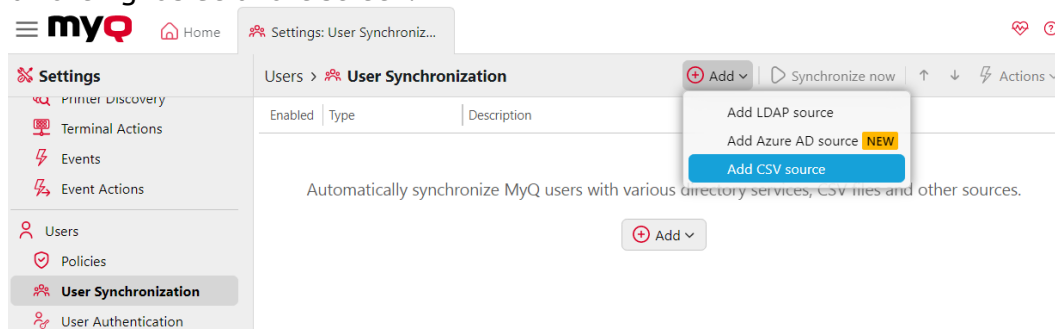 myQ Home Settings: User Synchroniz...
Settings
Users > User Synchronization Add Synchronize now Actions
Printer Discovery
Enabled Type Description
Add LDAP source
Terminal Actions
Add Azure AD source NEW
Events
Add CSV source
Event Actions
Automatically synchronize MyQ users with various directory services, CSV files and other sources.
Users
Add
Policies
User Synchronization
User Authentication